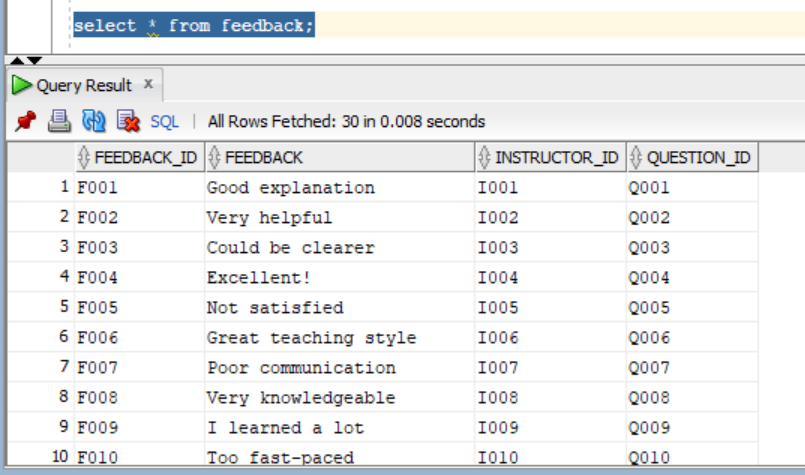 select * from feedback;
Query Result x
SQL | All Rows Fetched: 30 in 0.008 seconds
FEEDBACK_ID FEEDBACK INSTRUCTOR_ID QUESTION_ID
1 F001 Good explanation I001 Q001
2 F002 Very helpful I002 Q002
3 F003 Could be clearer I003 Q003
4 F004 Excellent! I004 Q004
5 F005 Not satisfied I005 Q005
6 F006 Great teaching style I006 Q006
7 F007 Poor communication I007 Q007
8 F008 Very knowledgeable I008 Q008
9 F009 I learned a lot I009 Q009
10 F010 Too fast-paced I010 Q010